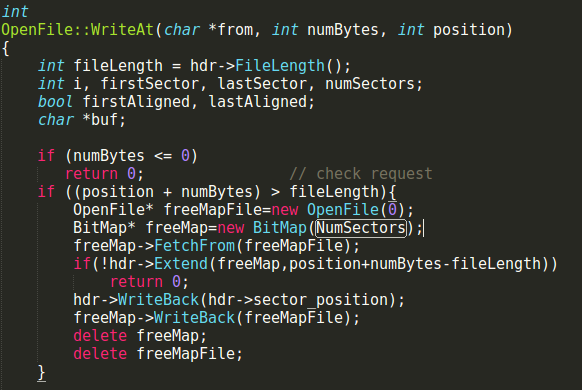 int
OpenFile::WriteAt(char *from, int numBytes, int position)
{
    int fileLength = hdr->FileLength();
    int i, firstSector, lastSector, numSectors;
    bool firstAligned, lastAligned;
    char *buf;

    if (numBytes <= 0)
       return 0;                // check request
    if ((position + numBytes) > fileLength){
        OpenFile* freeMapFile=new OpenFile(0);
        BitMap* freeMap=new BitMap(NumSectors);
        freeMap->FetchFrom(freeMapFile);
        if(!hdr->Extend(freeMap,position+numBytes-fileLength))
            return 0;
        hdr->WriteBack(hdr->sector_position);
        freeMap->WriteBack(freeMapFile);
        delete freeMap;
        delete freeMapFile;
    }